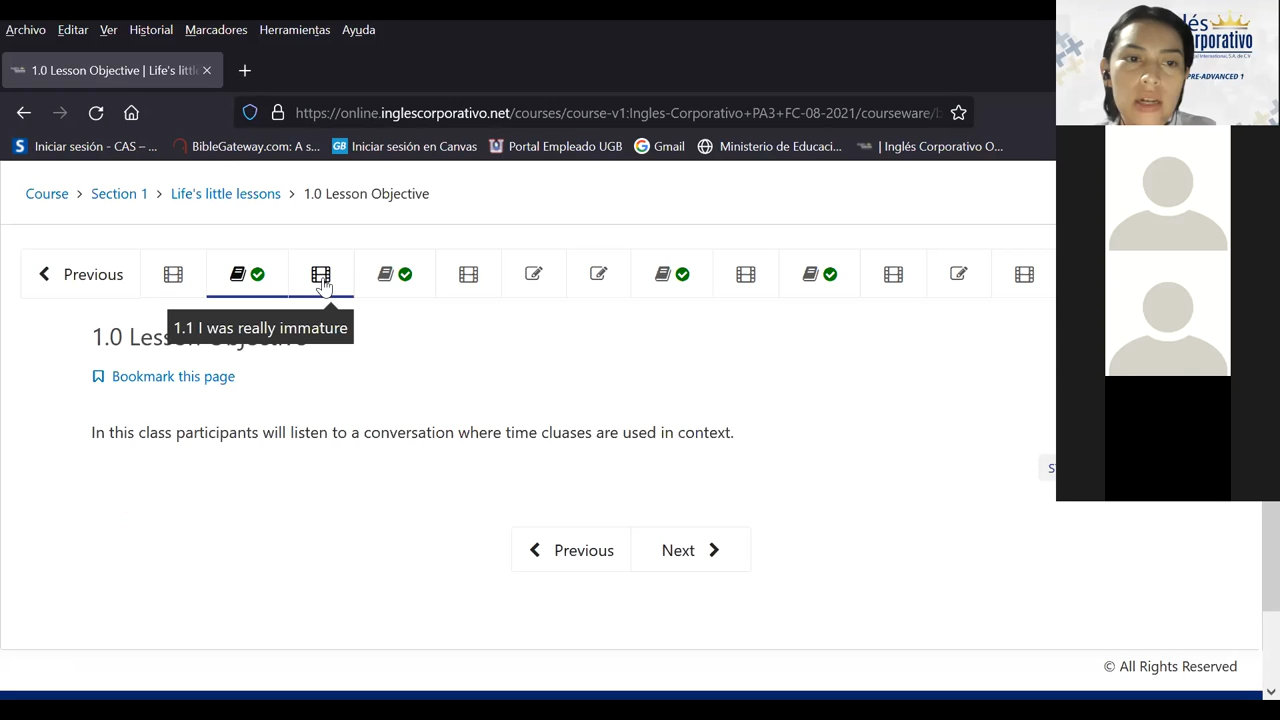 Archivo Editar Ver Historial Marcadores Herramientas Ayuda
1.0 Lesson Objective | Life's littl
https://online.inglescorporativo.net/courses/course-v1:Ingles-Corporativo+PA3+FC-08-2021/courseware/
Iniciar sesión - CAS – ... BibleGateway.com: A s... Iniciar sesión en Canvas Portal Empleado UGB Gmail Ministerio de Educaci... | Inglés Corporativo O...
Course > Section 1 > Life's little lessons > 1.0 Lesson Objective
Previous
1.1 I was really immature
1.0 Lesson Objective
Bookmark this page
In this class participants will listen to a conversation where time cluases are used in context.
Previous Next
© All Rights Reserved
és
rporativo
PRE-ADVANCED 1